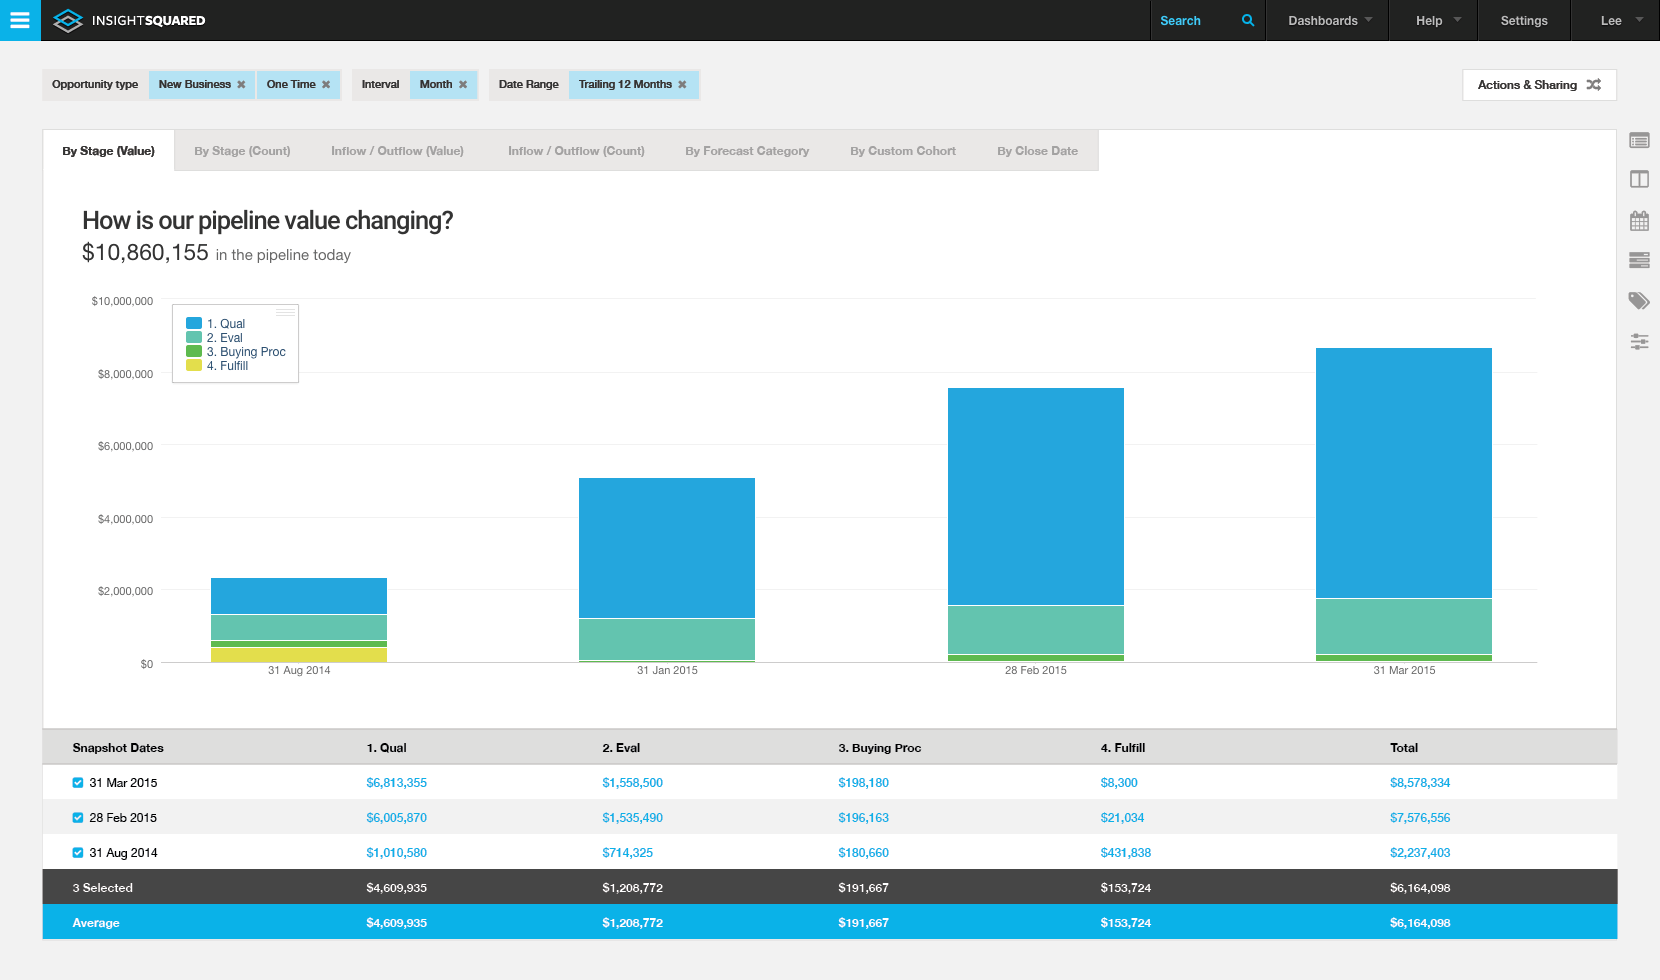 INSIGHTSQUARED Search Dashboards Help Settings Lee
Opportunity type New Business One Time Interval Month Date Range Trailing 12 Months Actions & Sharing
By Stage (Value) By Stage (Count) Inflow / Outflow (Value) Inflow / Outflow (Count) By Forecast Category By Custom Cohort By Close Date
How is our pipeline value changing?
$10,860,155 in the pipeline today
$10,000,000
1. Qual
2. Eval
3. Buying Proc
4. Fulfill
$8,000,000
$6,000,000
$4,000,000
$2,000,000
$0
31 Aug 2014 31 Jan 2015 28 Feb 2015 31 Mar 2015
Snapshot Dates 1. Qual 2. Eval 3. Buying Proc 4. Fulfill Total
31 Mar 2015 $6,813,355 $1,558,500 $198,180 $8,300 $8,578,334
28 Feb 2015 $6,005,870 $1,535,490 $196,163 $21,034 $7,576,556
31 Aug 2014 $1,010,580 $714,325 $180,660 $431,838 $2,237,403
3 Selected $4,609,935 $1,208,772 $191,667 $153,724 $6,164,098
Average $4,609,935 $1,208,772 $191,667 $153,724 $6,164,098